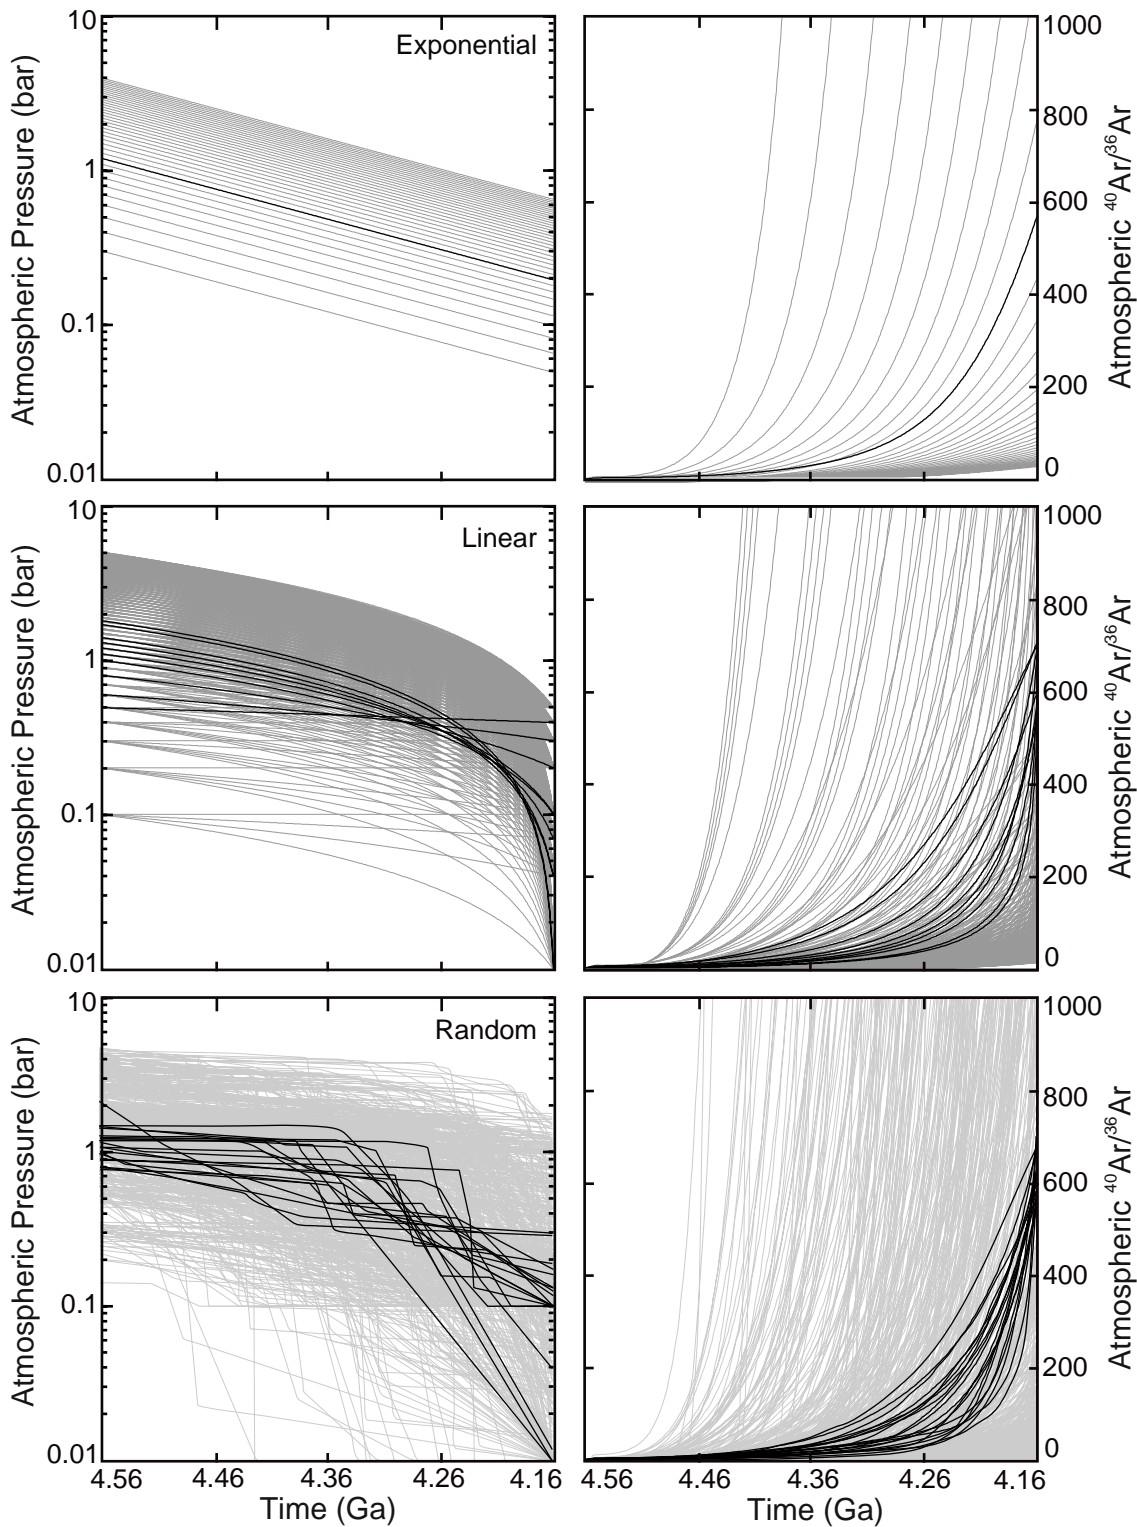 10
1
0.1
0.01
Atmospheric Pressure (bar)
Exponential
1000
800
600
400
200
0
Atmospheric ⁴⁰Ar/³⁶Ar
10
1
0.1
0.01
Atmospheric Pressure (bar)
Linear
1000
800
600
400
200
0
Atmospheric ⁴⁰Ar/³⁶Ar
10
1
0.1
0.01
Atmospheric Pressure (bar)
Random
1000
800
600
400
200
0
Atmospheric ⁴⁰Ar/³⁶Ar
4.56 4.46 4.36 4.26 4.16
Time (Ga)
4.56 4.46 4.36 4.26 4.16
Time (Ga)